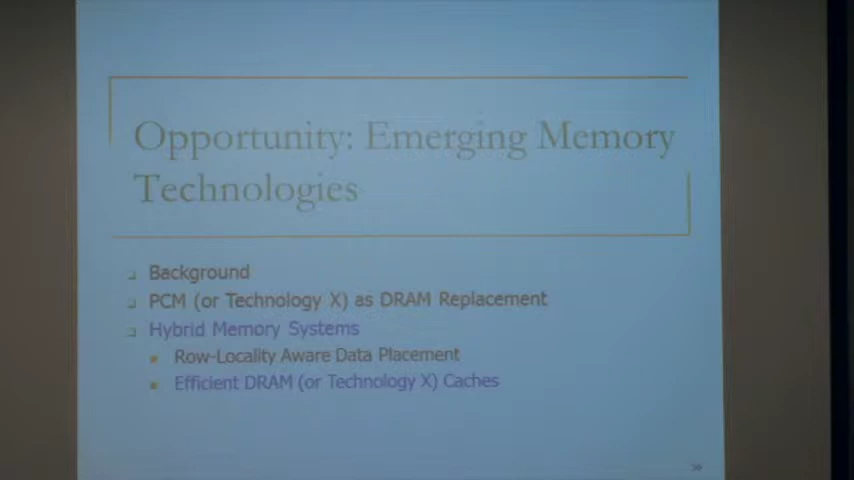 Opportunity: Emerging Memory
Technologies
Background
PCM (or Technology X) as DRAM Replacement
Hybrid Memory Systems
Row-Locality Aware Data Placement
Efficient DRAM (or Technology X) Caches